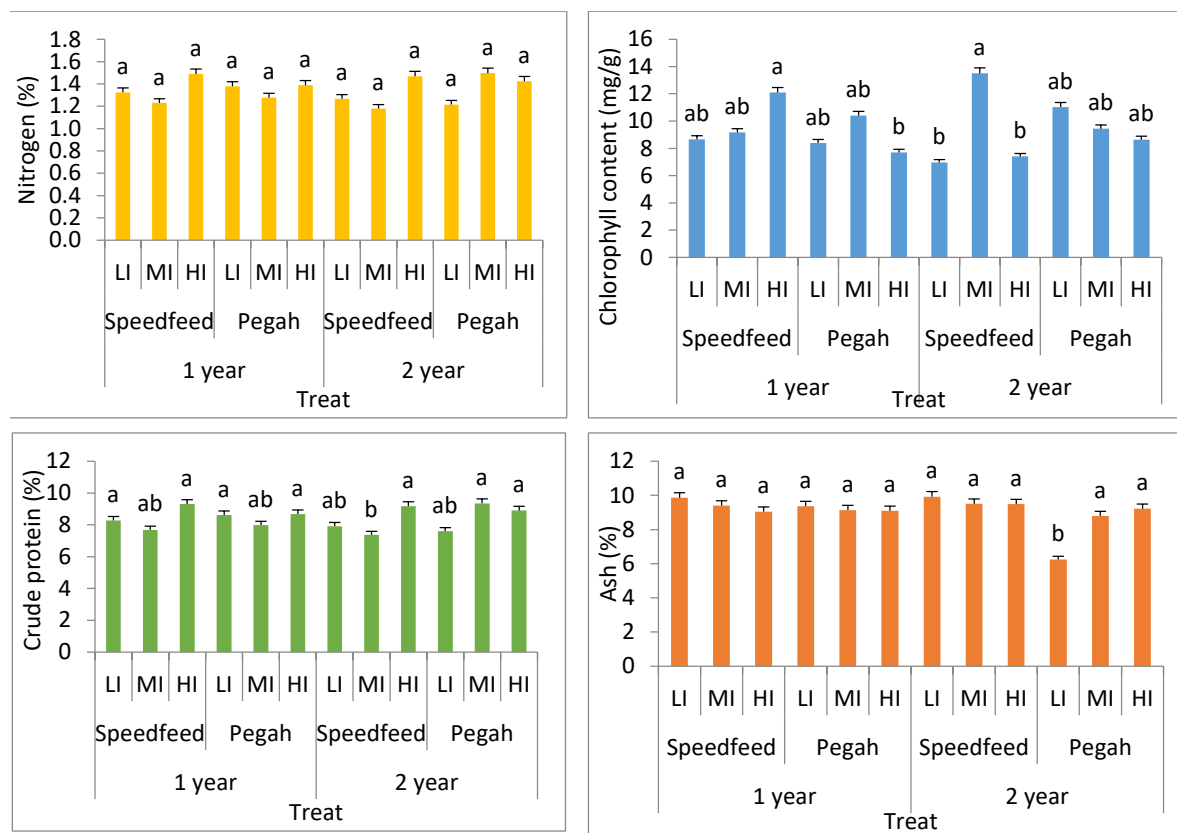 Nitrogen (%)
1.8
1.6
1.4
1.2
1.0
0.8
0.6
0.4
0.2
0.0
a a a a a a a a a a a a
LI MI HI LI MI HI LI MI HI LI MI HI
Speedfeed Pegah Speedfeed Pegah
1 year 2 year
Treat
Chlorophyll content (mg/g)
16
14
12
10
8
6
4
2
0
ab ab a ab ab b b a b ab ab ab
LI MI HI LI MI HI LI MI HI LI MI HI
Speedfeed Pegah Speedfeed Pegah
1 year 2 year
Treat
Crude protein (%)
12
10
8
6
4
2
0
a ab a a ab a ab b a ab a a
LI MI HI LI MI HI LI MI HI LI MI HI
Speedfeed Pegah Speedfeed Pegah
1 year 2 year
Treat
Ash (%)
12
10
8
6
4
2
0
a a a a a a a a a b a a
LI MI HI LI MI HI LI MI HI LI MI HI
Speedfeed Pegah Speedfeed Pegah
1 year 2 year
Treat